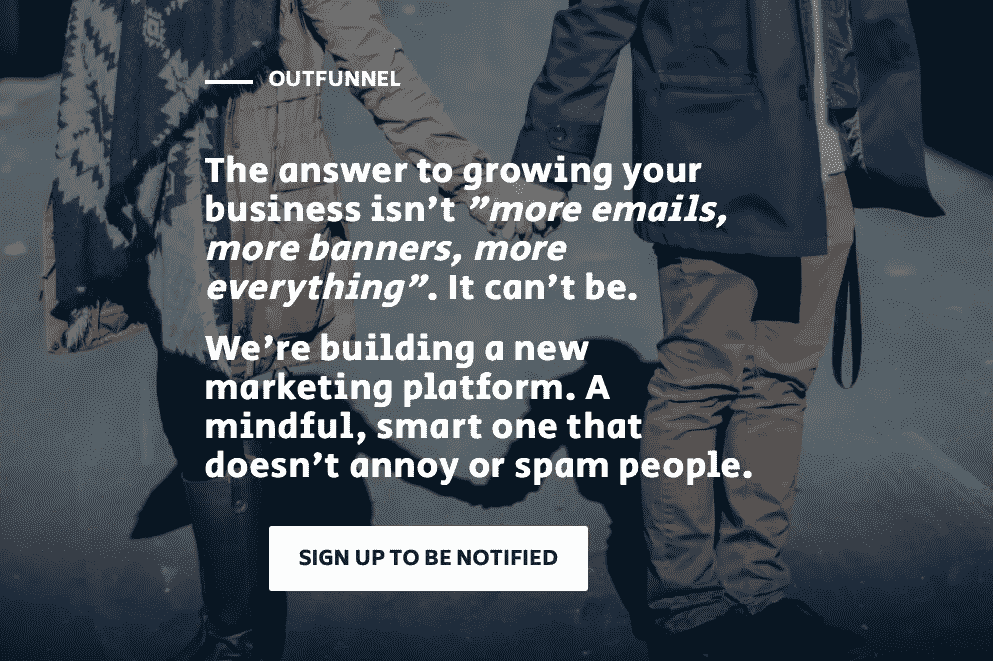 OUTFUNNEL
The answer to growing your
business isn’t ”more emails,
more banners, more
everything”. It can’t be.
We’re building a new
marketing platform. A
mindful, smart one that
doesn’t annoy or spam people.
SIGN UP TO BE NOTIFIED